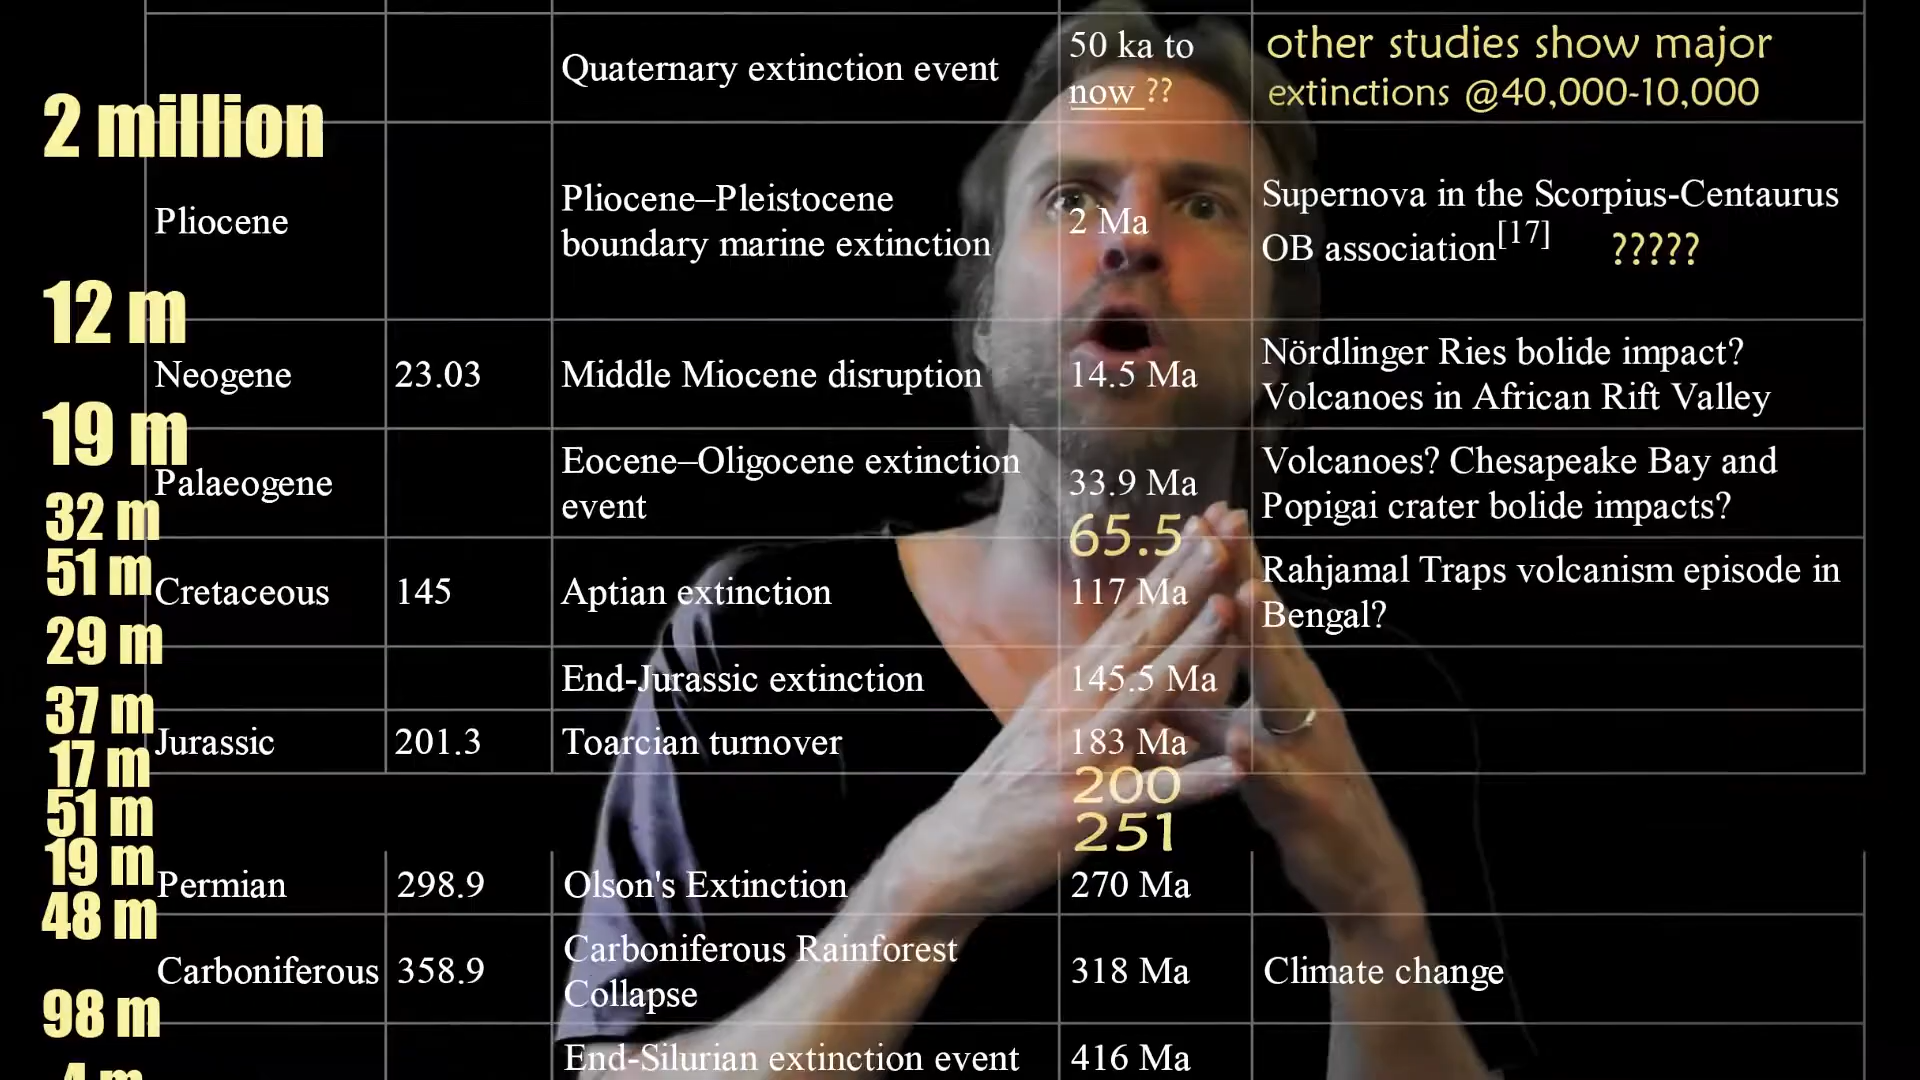 Quaternary extinction event
50 ka to
now ??
other studies show major
extinctions @40,000-10,000
2 million
Pliocene
Pliocene–Pleistocene
boundary marine extinction
2 Ma
Supernova in the Scorpius-Centaurus
OB association[17] ?????
12 m
Neogene
23.03
Middle Miocene disruption
14.5 Ma
Nördlinger Ries bolide impact?
Volcanoes in African Rift Valley
19 m
Palaeogene
Eocene–Oligocene extinction
event
33.9 Ma
Volcanoes? Chesapeake Bay and
Popigai crater bolide impacts?
32 m
65.5
51 m
Cretaceous
145
Aptian extinction
117 Ma
Rahjamal Traps volcanism episode in
Bengal?
29 m
End-Jurassic extinction
145.5 Ma
37 m
Jurassic
201.3
Toarcian turnover
183 Ma
17 m
200
51 m
251
19 m
Permian
298.9
Olson's Extinction
270 Ma
48 m
Carboniferous
358.9
Carboniferous Rainforest
Collapse
318 Ma
Climate change
98 m
End-Silurian extinction event
416 Ma
4 m